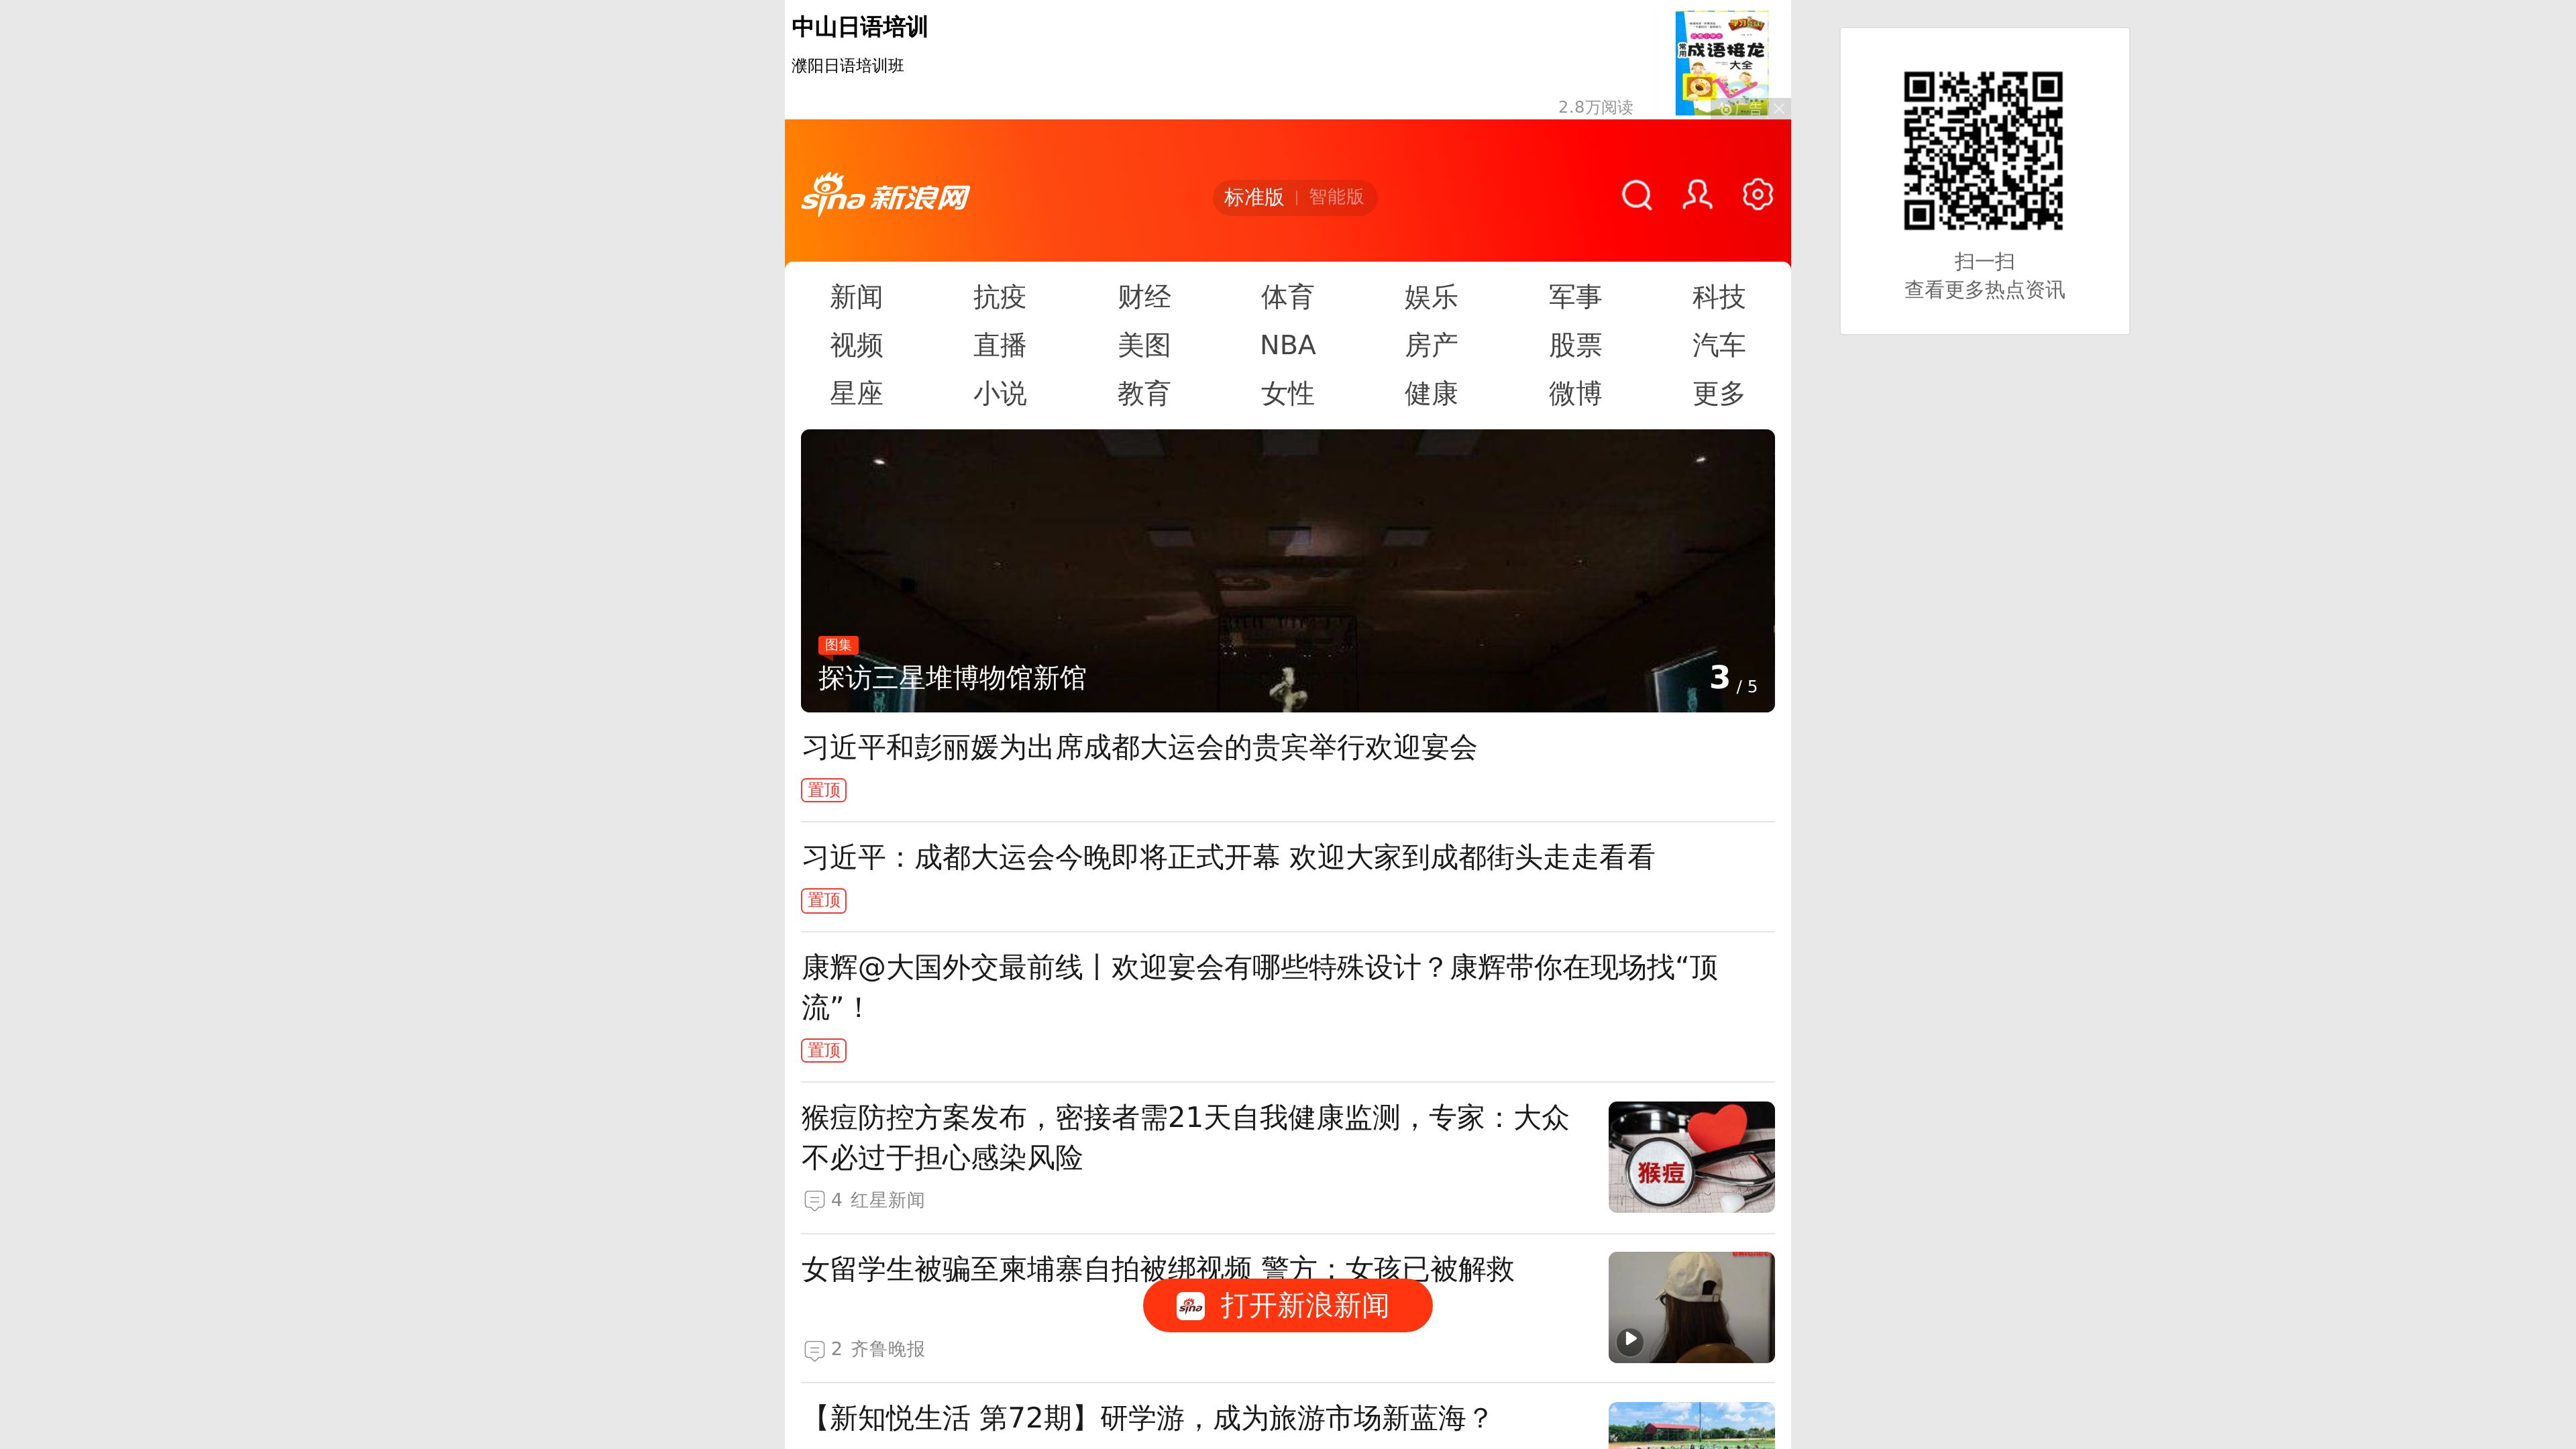 中山日语培训
濮阳日语培训班
2.8万阅读
常用
成语接龙
大全
广告
sina 新浪网
标准版 | 智能版
新闻 抗疫 财经 体育 娱乐 军事 科技
视频 直播 美图 NBA 房产 股票 汽车
星座 小说 教育 女性 健康 微博 更多
图集
探访三星堆博物馆新馆
3 / 5
习近平和彭丽媛为出席成都大运会的贵宾举行欢迎宴会
置顶
习近平：成都大运会今晚即将正式开幕 欢迎大家到成都街头走走看看
置顶
康辉@大国外交最前线丨欢迎宴会有哪些特殊设计？康辉带你在现场找“顶
流”！
置顶
猴痘防控方案发布，密接者需21天自我健康监测，专家：大众
不必过于担心感染风险
4 红星新闻
猴痘
女留学生被骗至柬埔寨自拍被绑视频 警方：女孩已被解救
sina 打开新浪新闻
2 齐鲁晚报
【新知悦生活 第72期】研学游，成为旅游市场新蓝海？
扫一扫
查看更多热点资讯